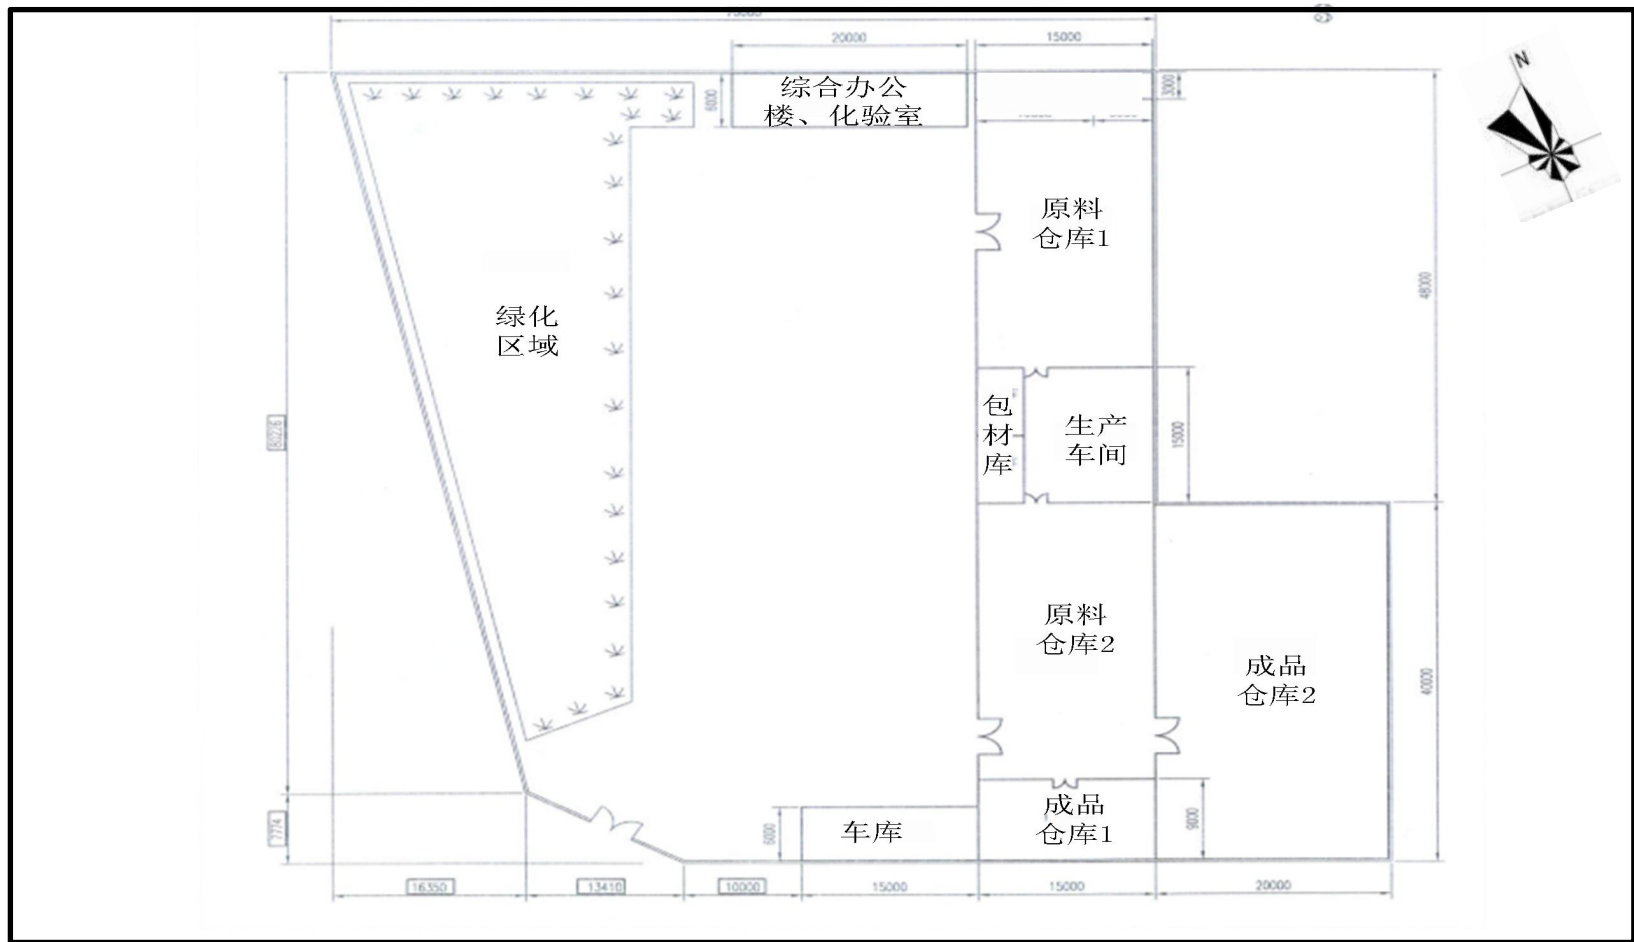 20000
15000
N
综合办公
楼、化验室
6000
3000
原料
仓库1
48000
绿化
区域
包
材
库
生产
车间
15000
80226
原料
仓库2
成品
仓库2
40000
7774
6000
车库
成品
仓库1
9000
16350
13410
10000
15000
15000
20000